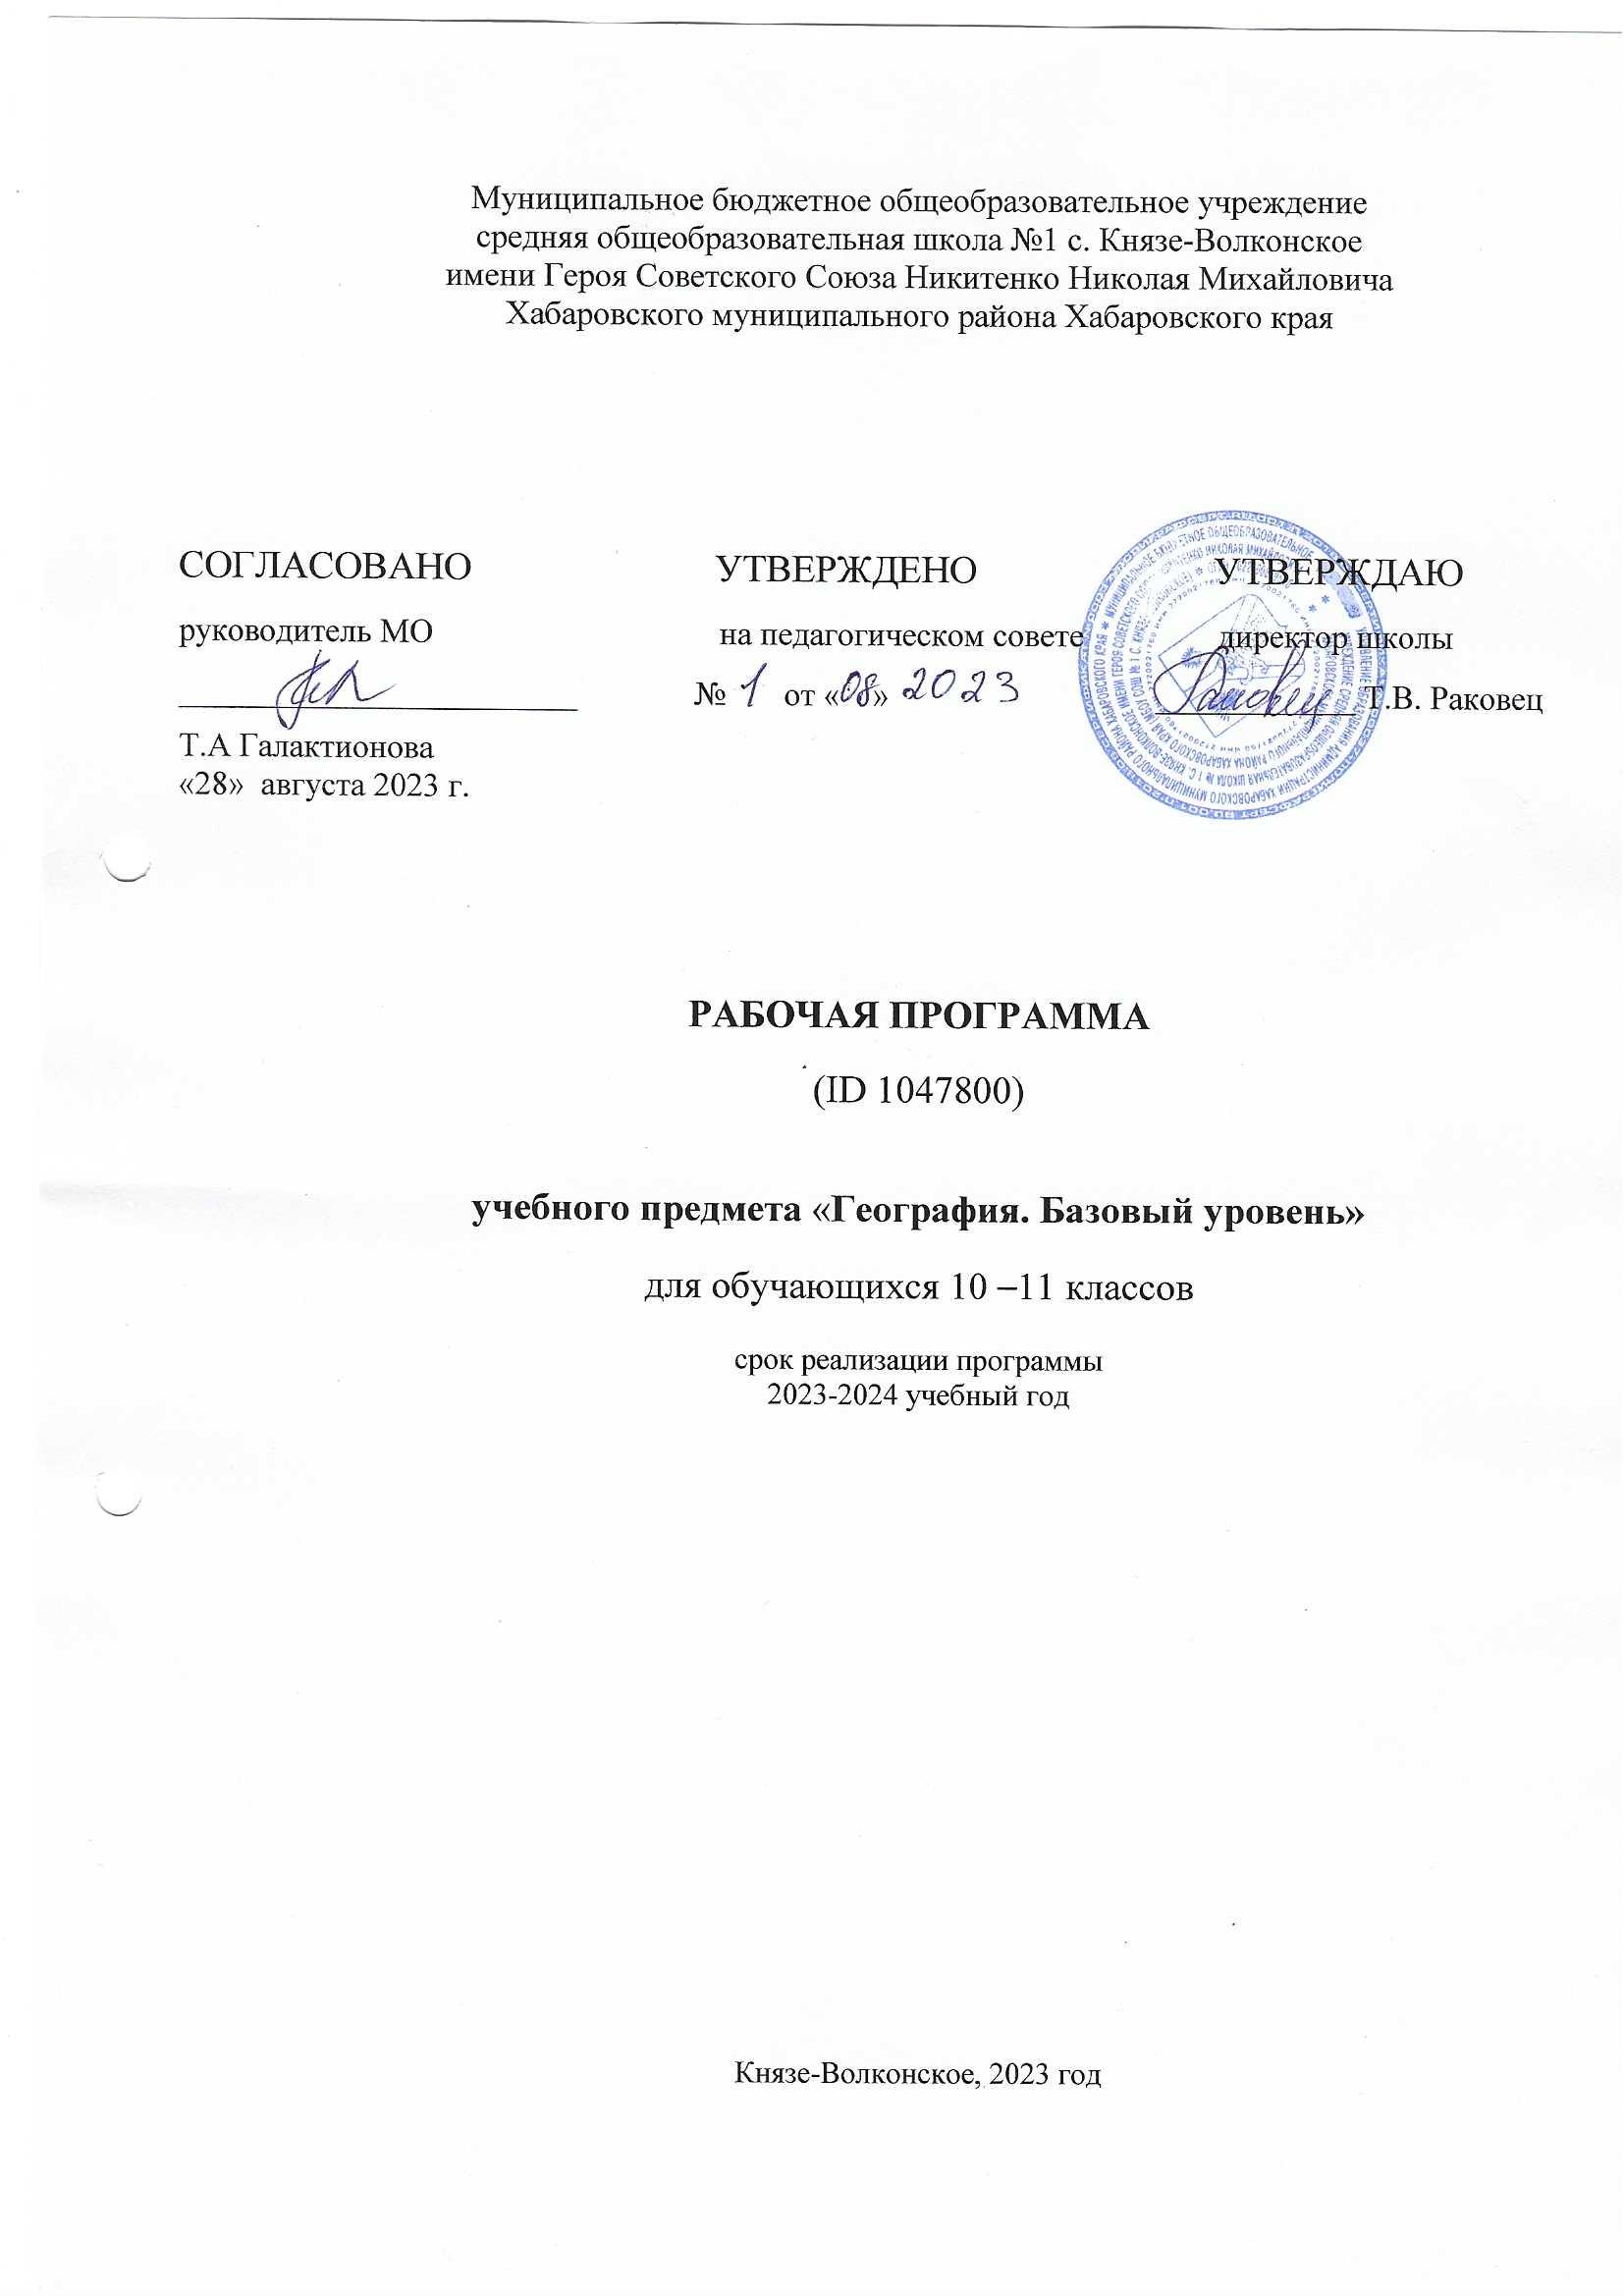 Муниципальное бюджетное общеобразовательное учреждение
средняя общеобразовательная школа №1 с. Князе-Волконское
имени Героя Советского Союза Никитенко Николая Михайловича
Хабаровского муниципального района Хабаровского края
СОГЛАСОВАНО
руководитель МО
Т.А Галактионова
«28» августа 2023 г.
УТВЕРЖДЕНО
на педагогическом совете
№ 1 от «08» 2023
УТВЕРЖДАЮ
директор школы
Раковец Т.В. Раковец
РАБОЧАЯ ПРОГРАММА
(ID 1047800)
учебного предмета «География. Базовый уровень»
для обучающихся 10 –11 классов
срок реализации программы
2023-2024 учебный год
Князе-Волконское, 2023 год